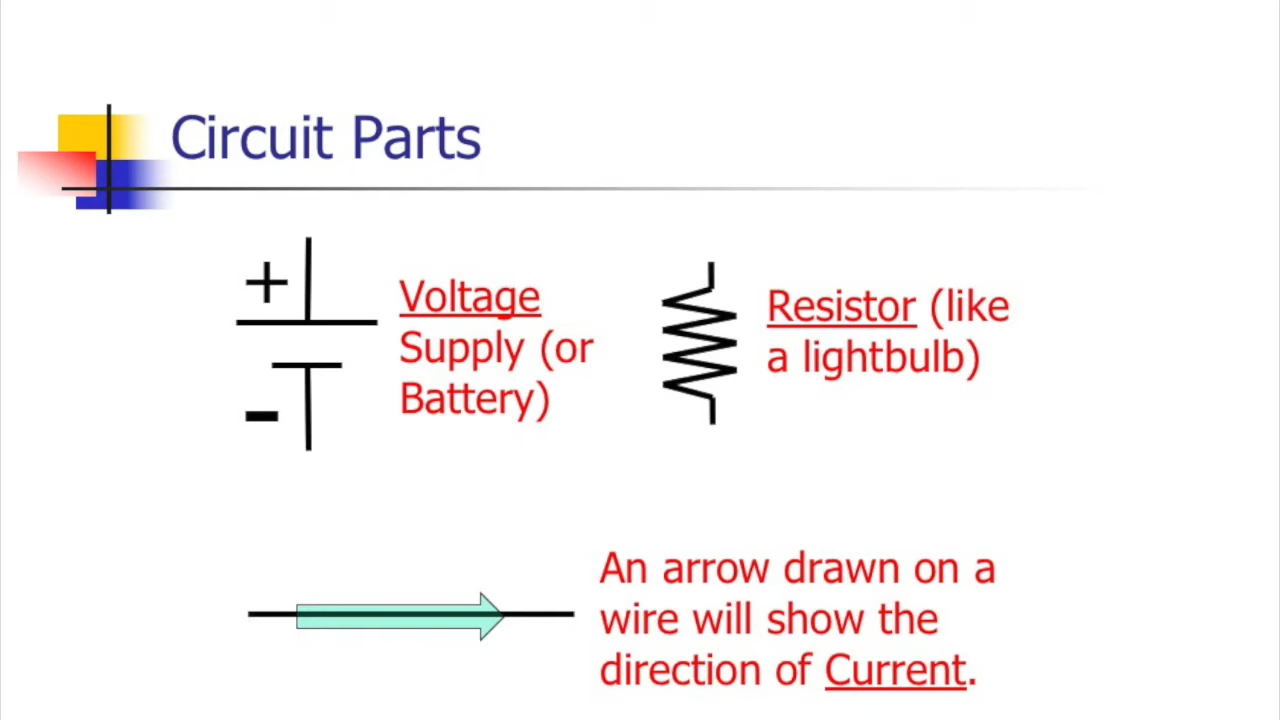 Circuit Parts
+
-
Voltage
Supply (or
Battery)
Resistor (like
a lightbulb)
An arrow drawn on a
wire will show the
direction of Current.